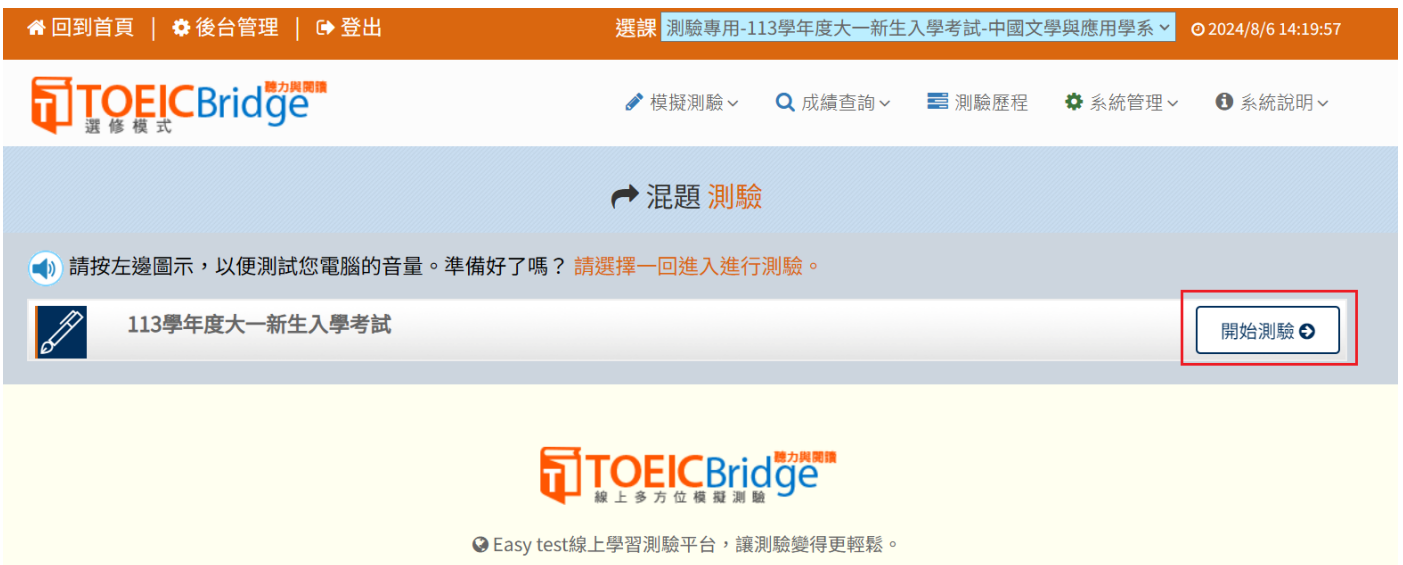 回到首頁 | 後台管理 | 登出 選課 測驗專用-113學年度大一新生入學考試-中國文學與應用學系 2024/8/6 14:19:57
TOEICBridge 聽力與閱讀
選修模式
模擬測驗 成績查詢 測驗歷程 系統管理 系統說明
混題 測驗
請按左邊圖示，以便測試您電腦的音量。準備好了嗎？請選擇一回進入進行測驗。
113學年度大一新生入學考試 開始測驗
TOEICBridge 聽力與閱讀
線上多方位模擬測驗
Easy test線上學習測驗平台，讓測驗變得更輕鬆。